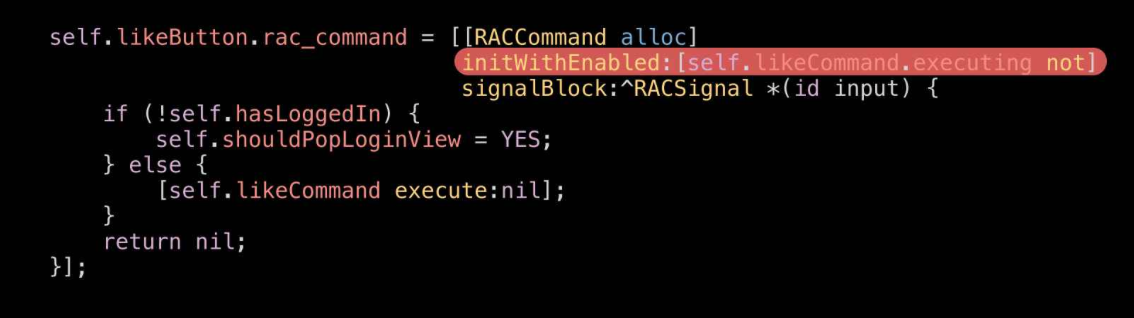 self.likeButton.rac_command = [[RACCommand alloc]
initWithEnabled:[self.likeCommand.executing not]
signalBlock:^RACSignal *(id input) {
if (!self.hasLoggedIn) {
self.shouldPopLoginView = YES;
} else {
[self.likeCommand execute:nil];
}
return nil;
}];